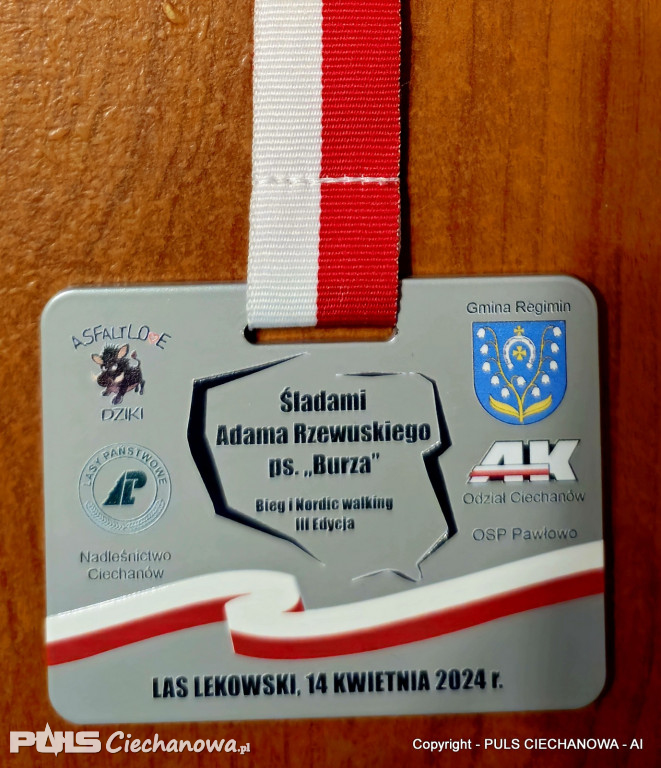 ASFALTLOVE
DZIKI
LASY PAŃSTWOWE
Nadleśnictwo
Ciechanów
Śladami
Adama Rzewuskiego
ps. „Burza”
Bieg i Nordic walking
III Edycja
Gmina Regimin
AK
Odział Ciechanów
OSP Pawłowo
LAS LEKOWSKI, 14 KWIETNIA 2024 r.
PULS Ciechanowa.pl
Copyright - PULS CIECHANOWA - AI